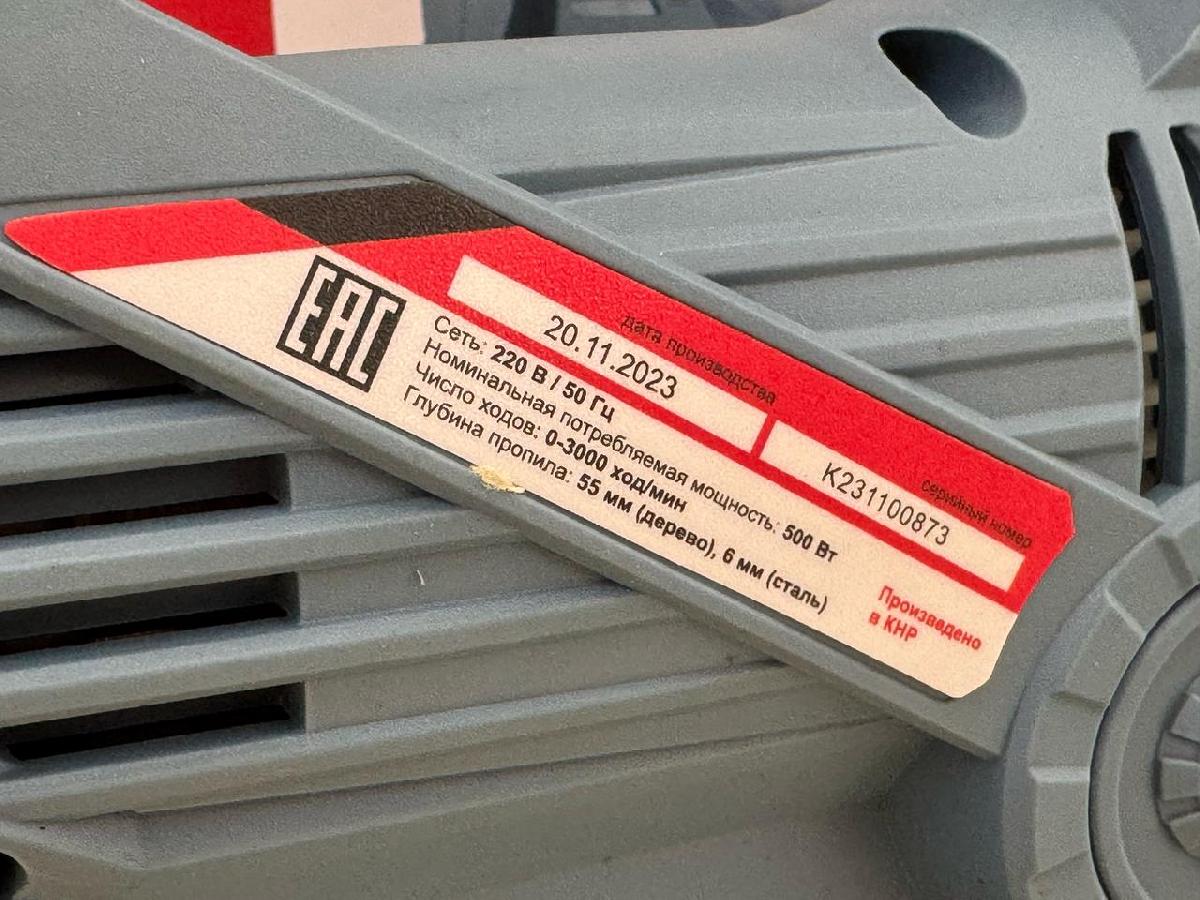 EAC
дата производства
20.11.2023
серийный номер
K231100873
Сеть: 220 В / 50 Гц
Номинальная потребляемая мощность: 500 Вт
Число ходов: 0-3000 ход/мин
Глубина пропила: 55 мм (дерево), 6 мм (сталь)
Произведено
в КНР